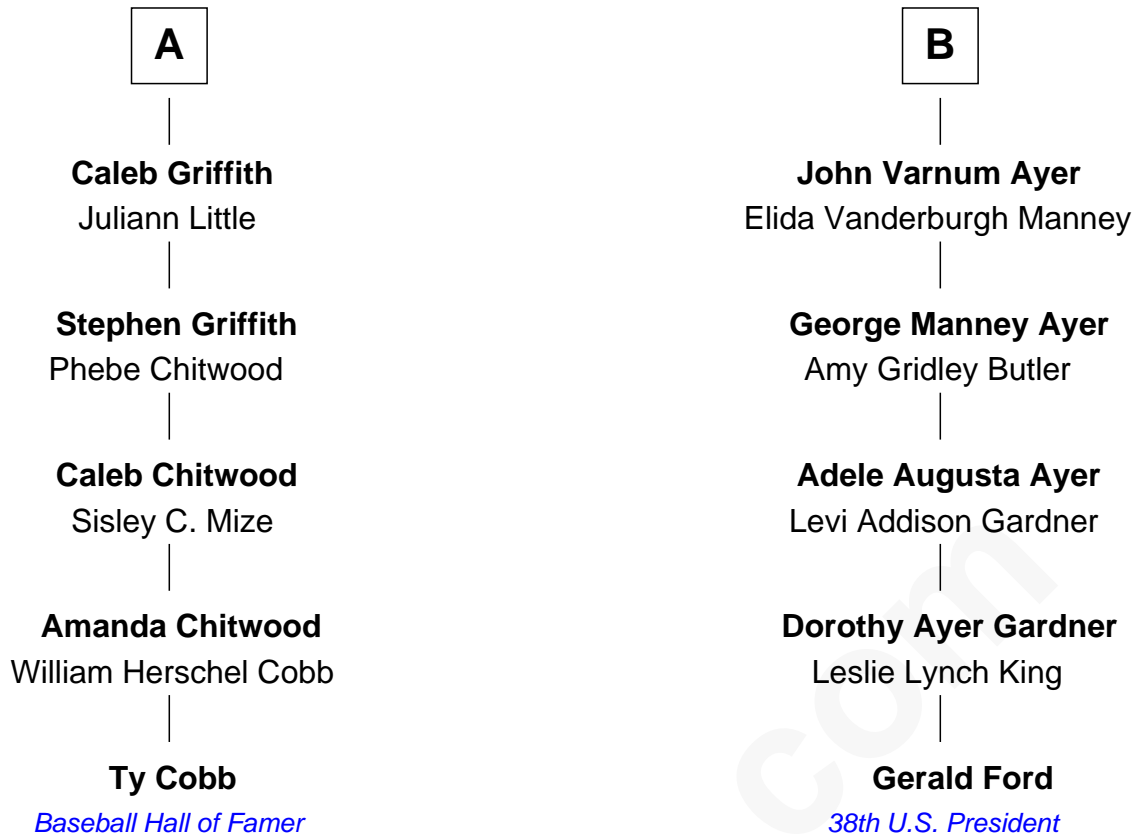 A
Caleb Griffith
Juliann Little
Stephen Griffith
Phebe Chitwood
Caleb Chitwood
Sisley C. Mize
Amanda Chitwood
William Herschel Cobb
Ty Cobb
Baseball Hall of Famer
B
John Varnum Ayer
Elida Vanderburgh Manney
George Manney Ayer
Amy Gridley Butler
Adele Augusta Ayer
Levi Addison Gardner
Dorothy Ayer Gardner
Leslie Lynch King
Gerald Ford
38th U.S. President
com